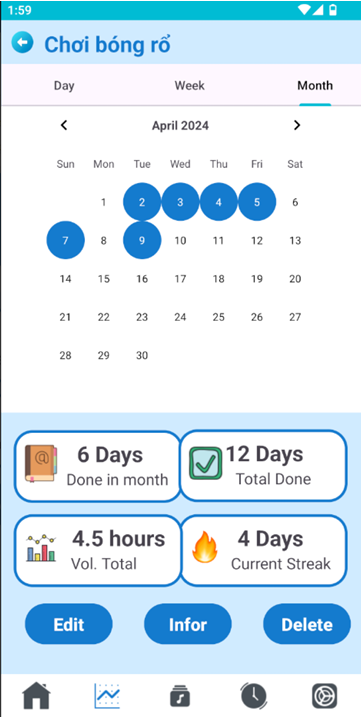 1:59
Chơi bóng rổ
Day Week Month
April 2024
Sun Mon Tue Wed Thu Fri Sat
1 2 3 4 5 6
7 8 9 10 11 12 13
14 15 16 17 18 19 20
21 22 23 24 25 26 27
28 29 30
6 Days 12 Days
Done in month Total Done
4.5 hours 4 Days
Vol. Total Current Streak
Edit Infor Delete